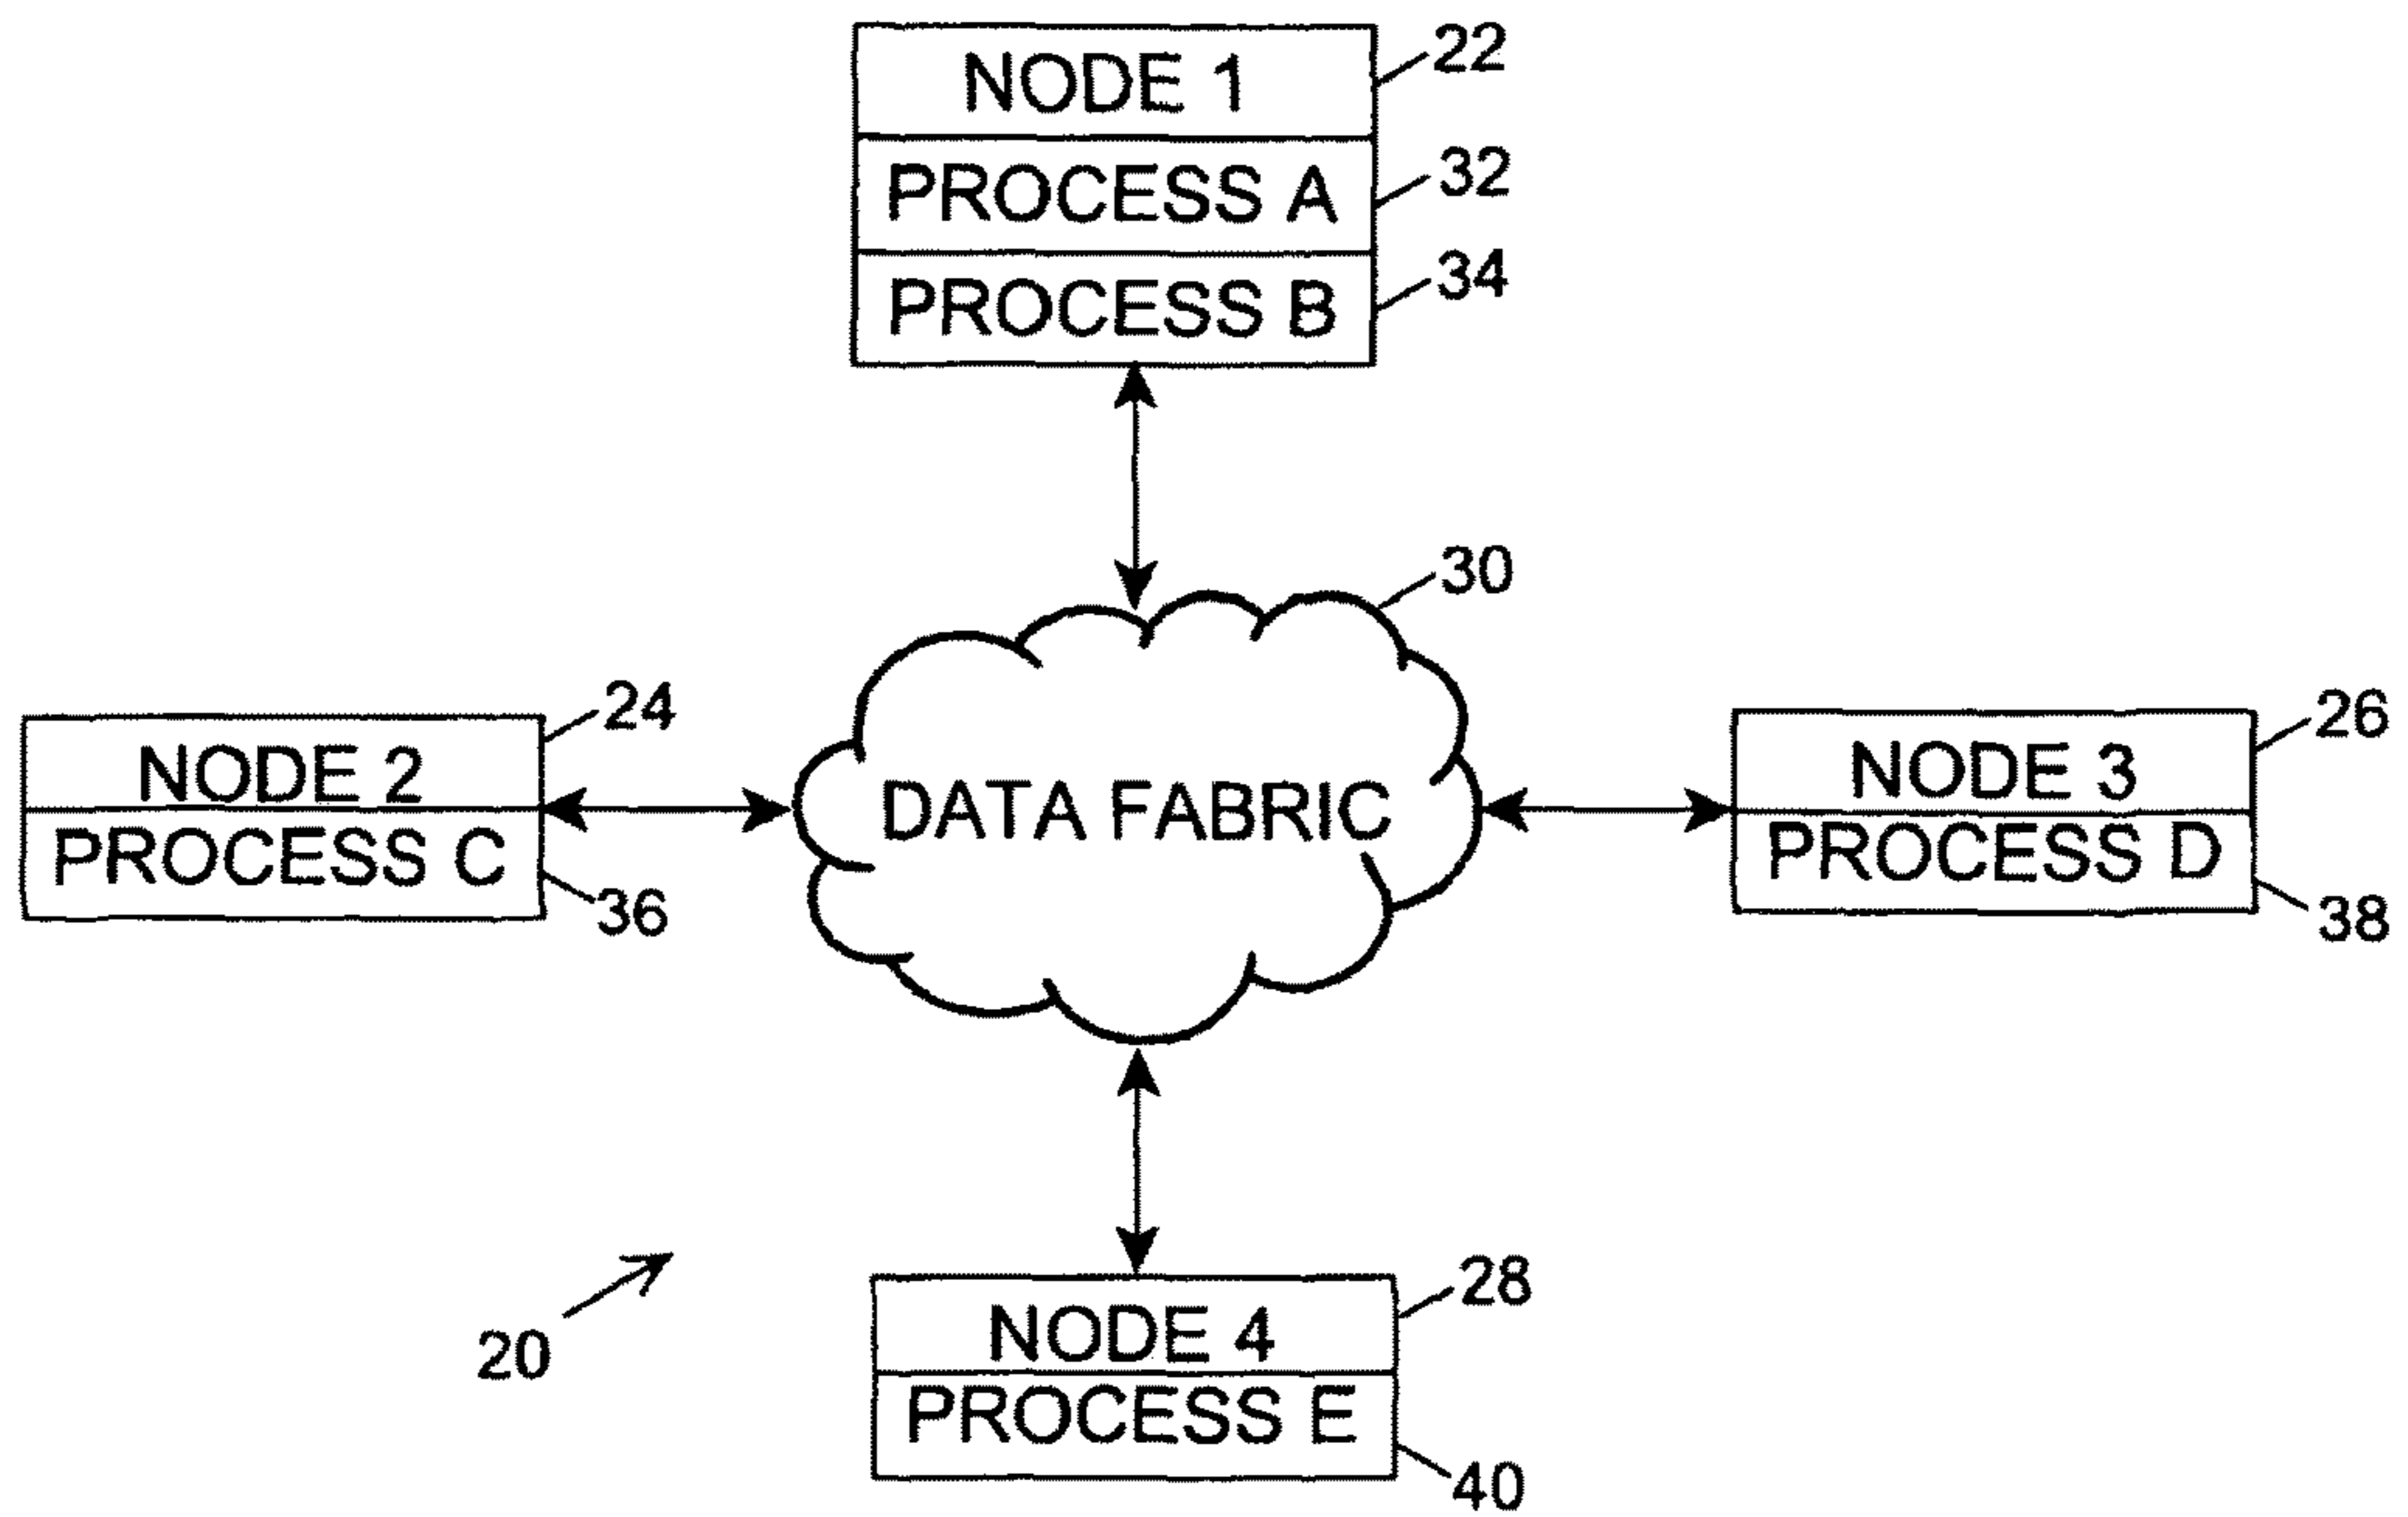 NODE 1
22
PROCESS A
32
PROCESS B
34
30
DATA FABRIC
NODE 2
24
PROCESS C
36
NODE 3
26
PROCESS D
38
20
NODE 4
28
PROCESS E
40